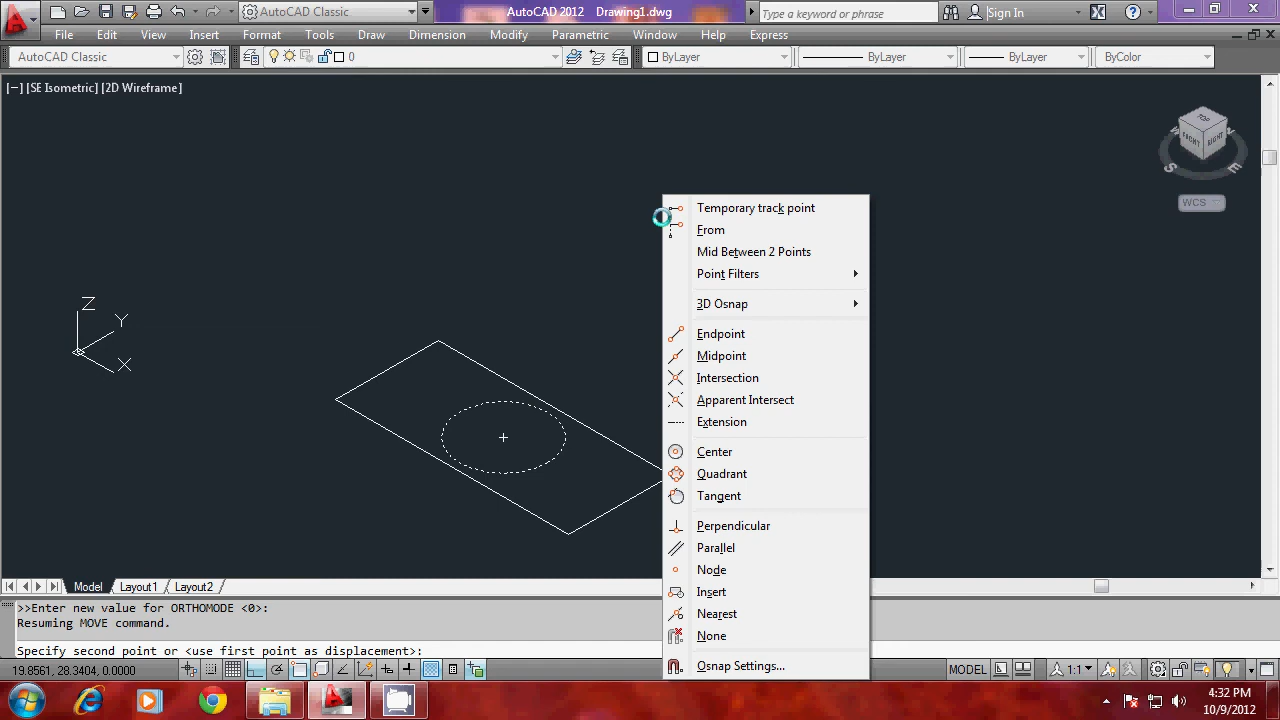 AutoCAD Classic
AutoCAD 2012 Drawing1.dwg
Type a keyword or phrase
Sign In
File Edit View Insert Format Tools Draw Dimension Modify Parametric Window Help Express
AutoCAD Classic
0
ByLayer
ByLayer
ByLayer
ByColor
[−] [SE Isometric] [2D Wireframe]
TOP
FRONT
RIGHT
S
E
WCS
Z
Y
X
Temporary track point
From
Mid Between 2 Points
Point Filters
3D Osnap
Endpoint
Midpoint
Intersection
Apparent Intersect
Extension
Center
Quadrant
Tangent
Perpendicular
Parallel
Node
Insert
Nearest
None
Osnap Settings...
Model Layout1 Layout2
>>Enter new value for ORTHOMODE <0>:
Resuming MOVE command.
Specify second point or <use first point as displacement>:
19.8561, 28.3404, 0.0000
MODEL
1:1
4:32 PM
10/9/2012